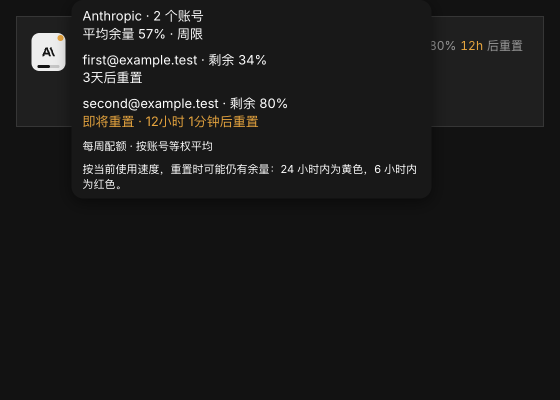 Anthropic · 2 个账号
平均余量 57% · 周限
first@example.test · 剩余 34%
3天后重置
second@example.test · 剩余 80%
即将重置 · 12小时 1分钟后重置
每周配额 · 按账号等权平均
按当前使用速度，重置时可能仍有余量：24 小时内为黄色，6 小时内
为红色。
80% 12h 后重置